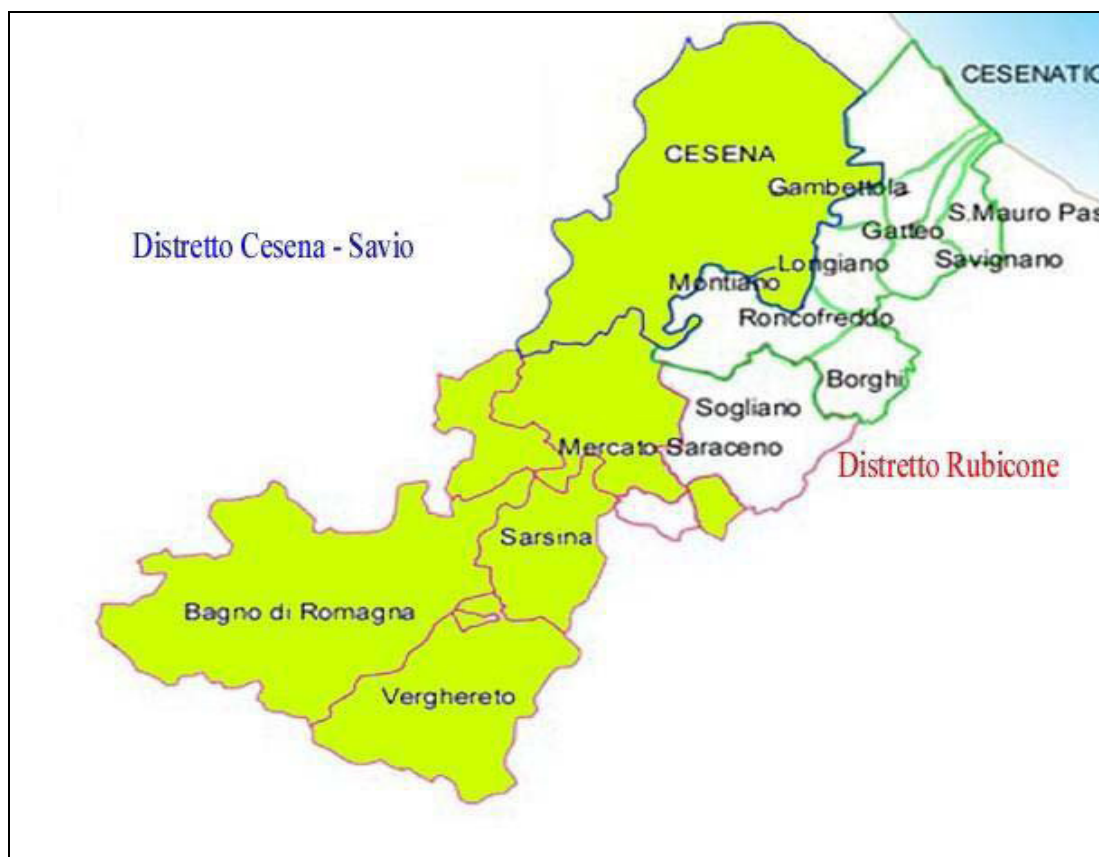 CESENATIC
CESENA
Gambettola
S.Mauro Pas
Gatteo
Distretto Cesena - Savio
Savignano
Longiano
Montiano
Roncofreddo
Borghi
Sogliano
Mercato Saraceno
Distretto Rubicone
Sarsina
Bagno di Romagna
Verghereto